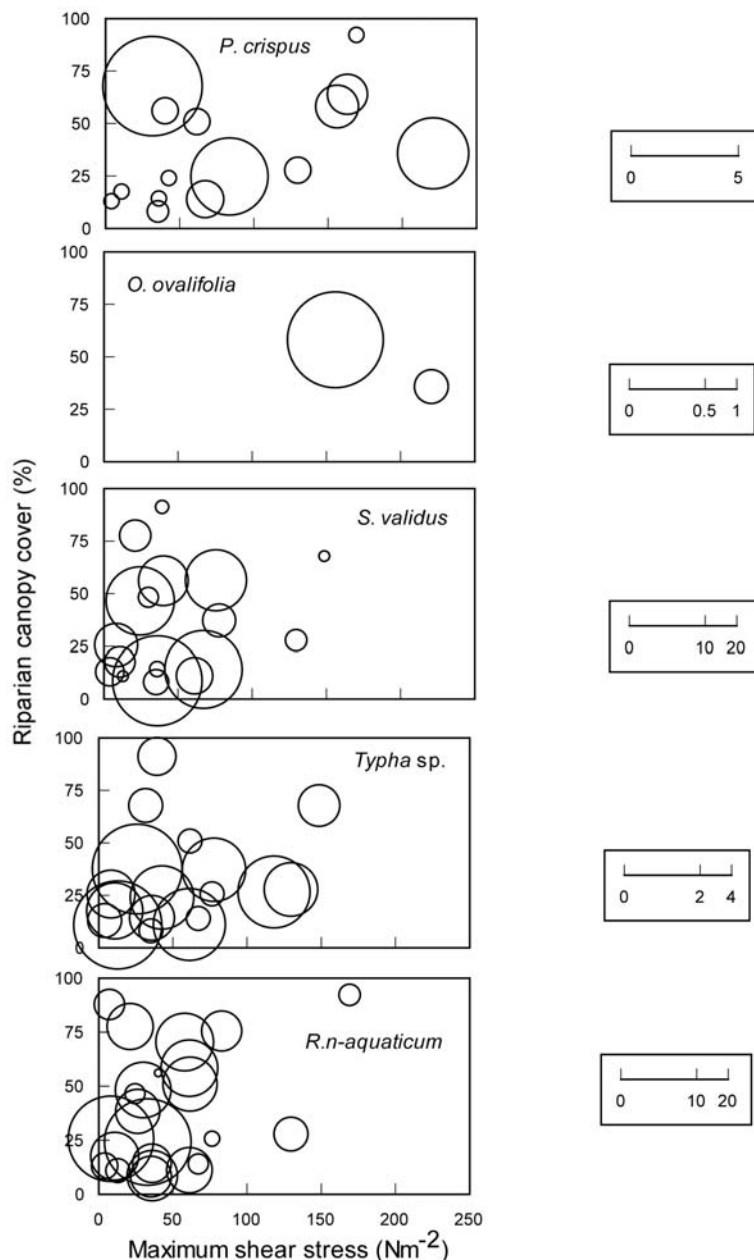 100
P. crispus
75
50
25
0
0 5
100
O. ovalifolia
75
50
25
0
0 0.5 1
Riparian canopy cover (%)
100
S. validus
75
50
25
0
0 10 20
100
Typha sp.
75
50
25
0
0 2 4
100
75
R.n-aquaticum
50
25
0
0 10 20
0 50 100 150 200 250
Maximum shear stress (Nm-2)